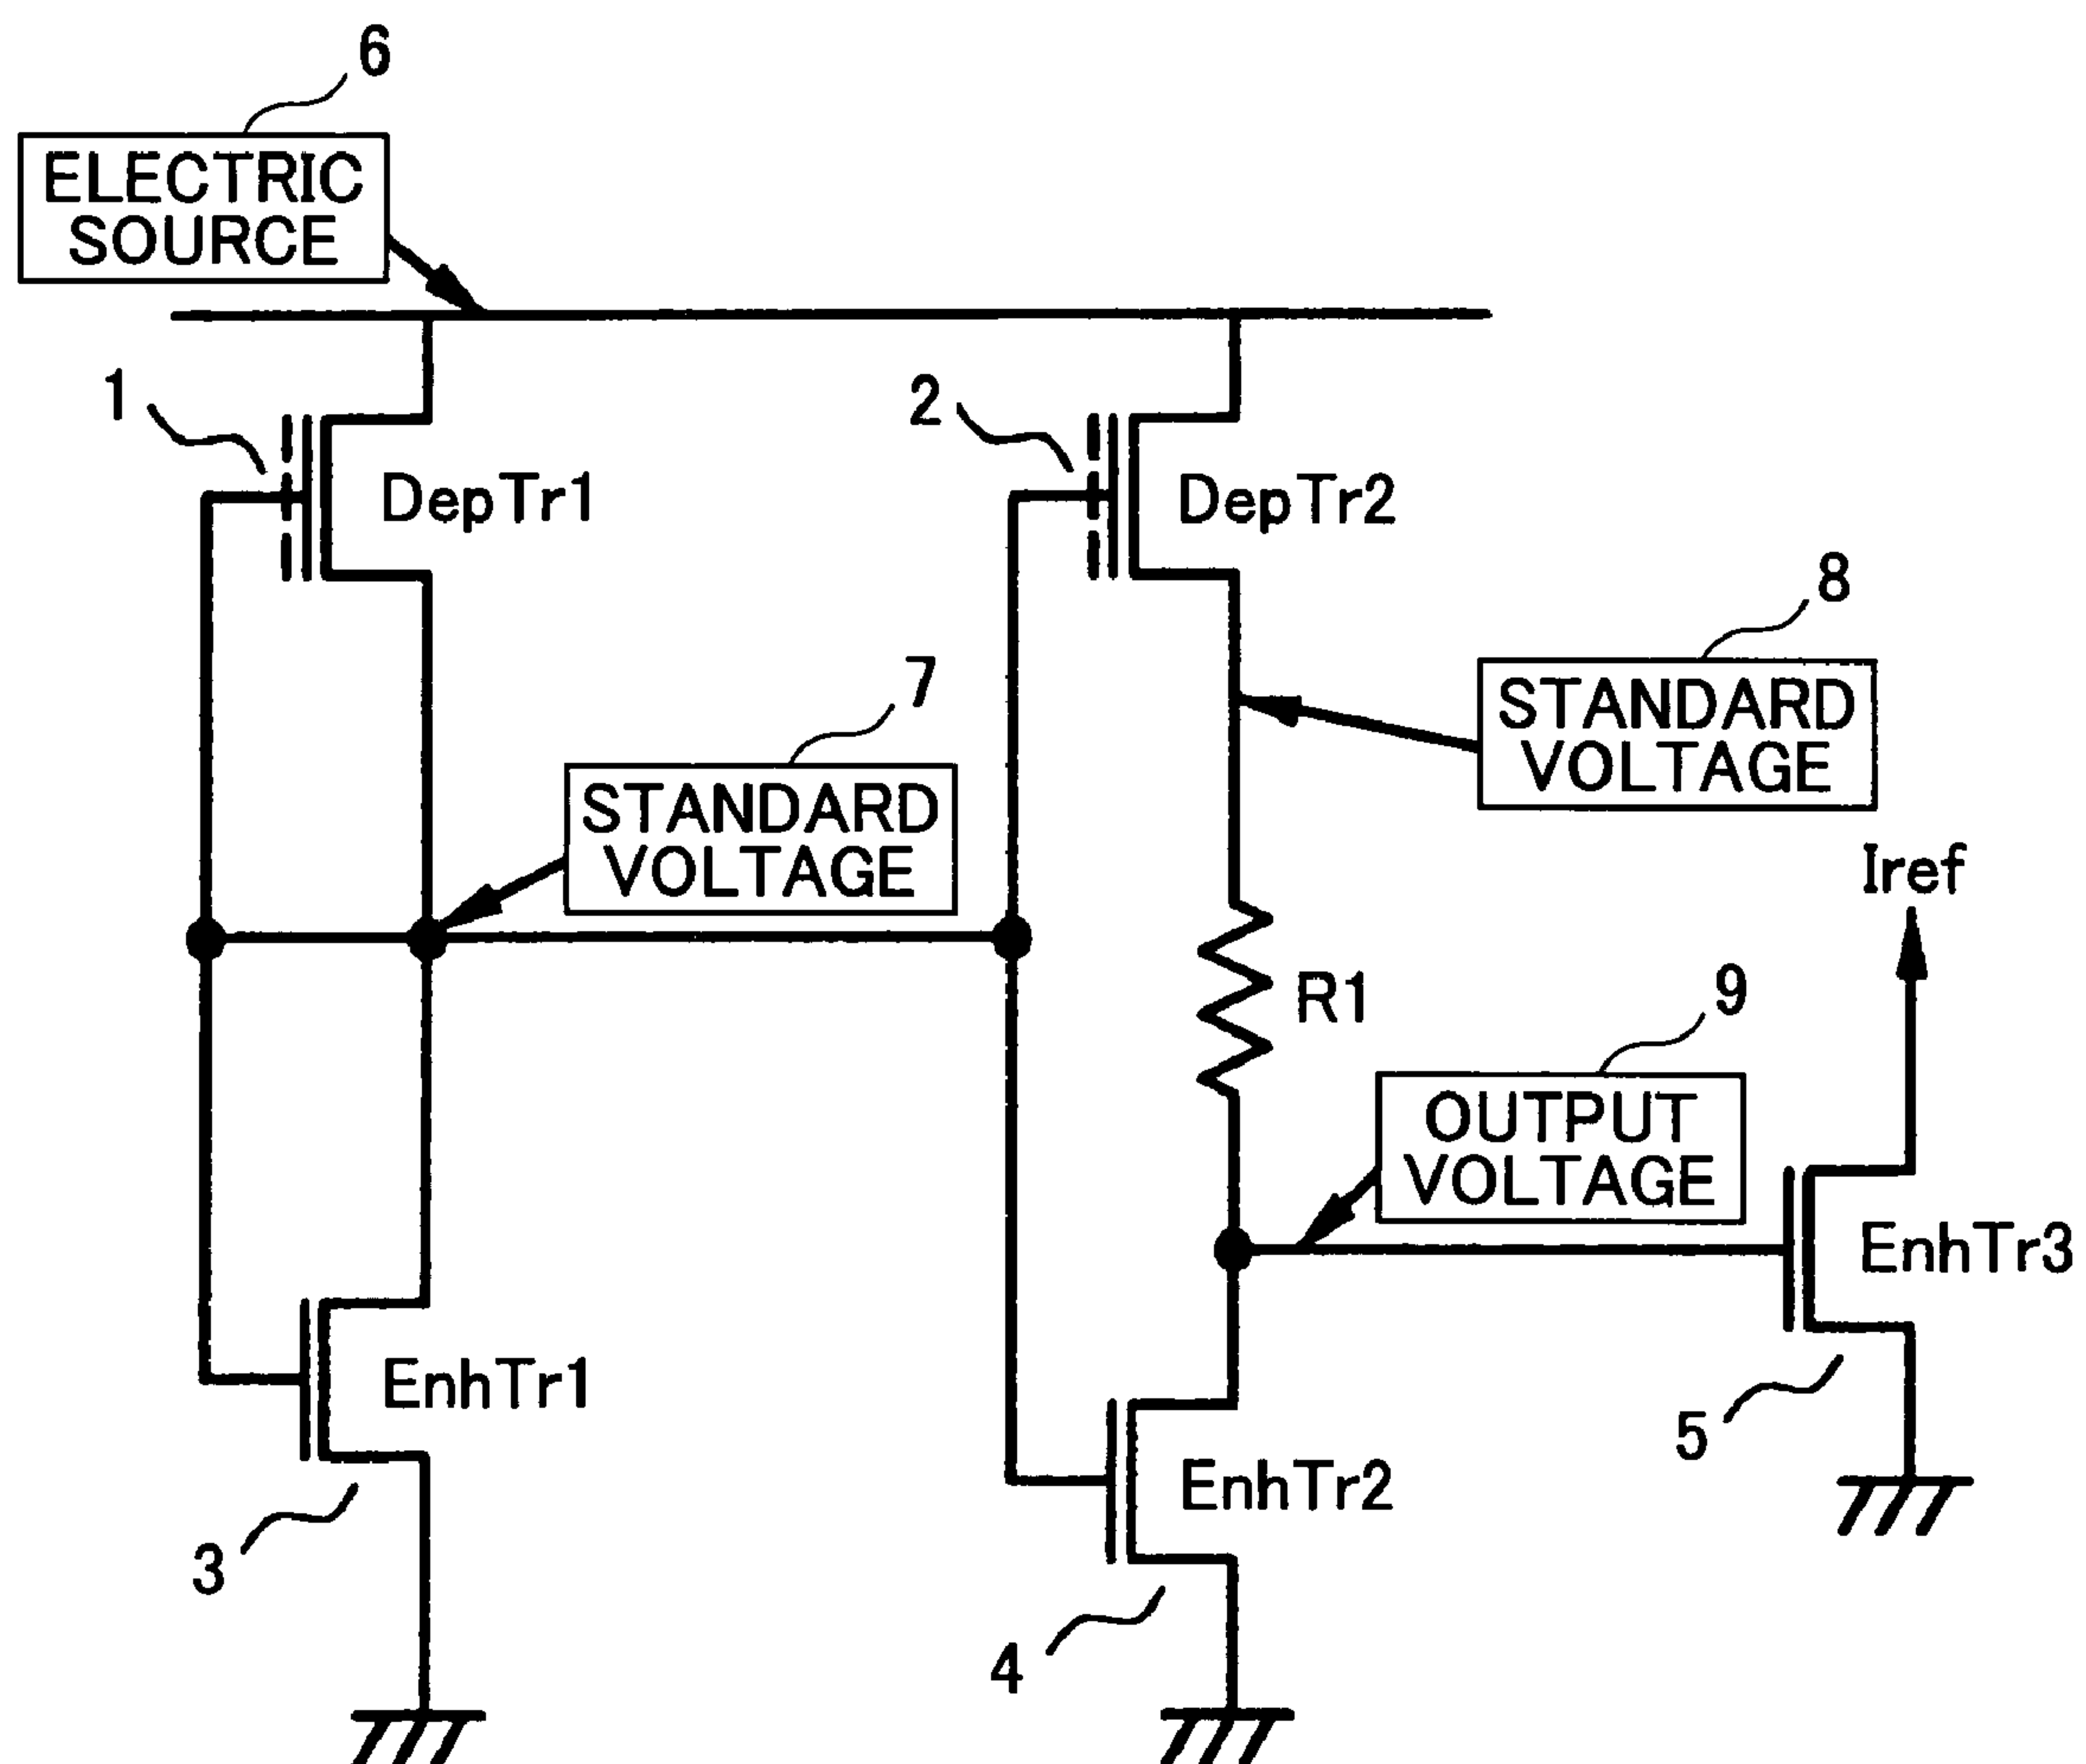 6
ELECTRIC
SOURCE
1
2
DepTr1
DepTr2
8
STANDARD
VOLTAGE
7
STANDARD
VOLTAGE
Iref
9
R1
OUTPUT
VOLTAGE
EnhTr3
EnhTr1
5
EnhTr2
3
4